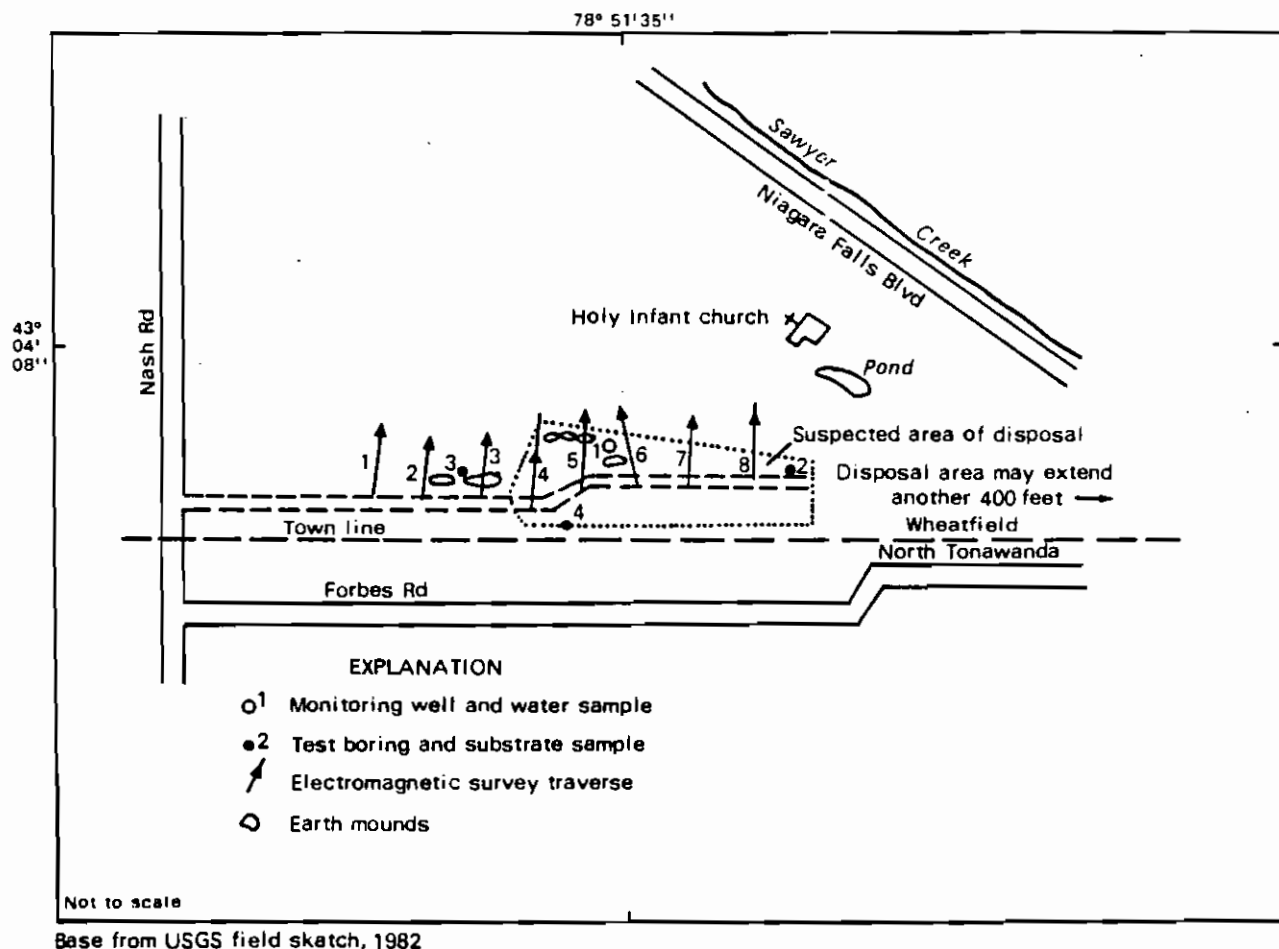 78° 51'35''
Sawyer
Creek
Niagara Falls Blvd
Holy Infant church
43°
04'
08''
Nash Rd
Pond
Suspected area of disposal
1
2
3
3
4
5
1
6
7
8
2
Disposal area may extend
another 400 feet
4
Town line
Wheatfield
North Tonawanda
Forbes Rd
EXPLANATION
1 Monitoring well and water sample
2 Test boring and substrate sample
Electromagnetic survey traverse
Earth mounds
Not to scale
Base from USGS field skatch, 1982